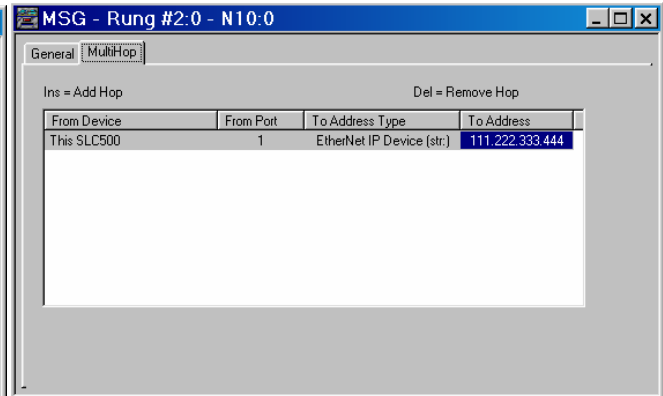 MSG - Rung #2:0 - N10:0
General MultiHop
Ins = Add Hop Del = Remove Hop
From Device From Port To Address Type To Address
This SLC500 1 EtherNet IP Device (str:) 111.222.333.444